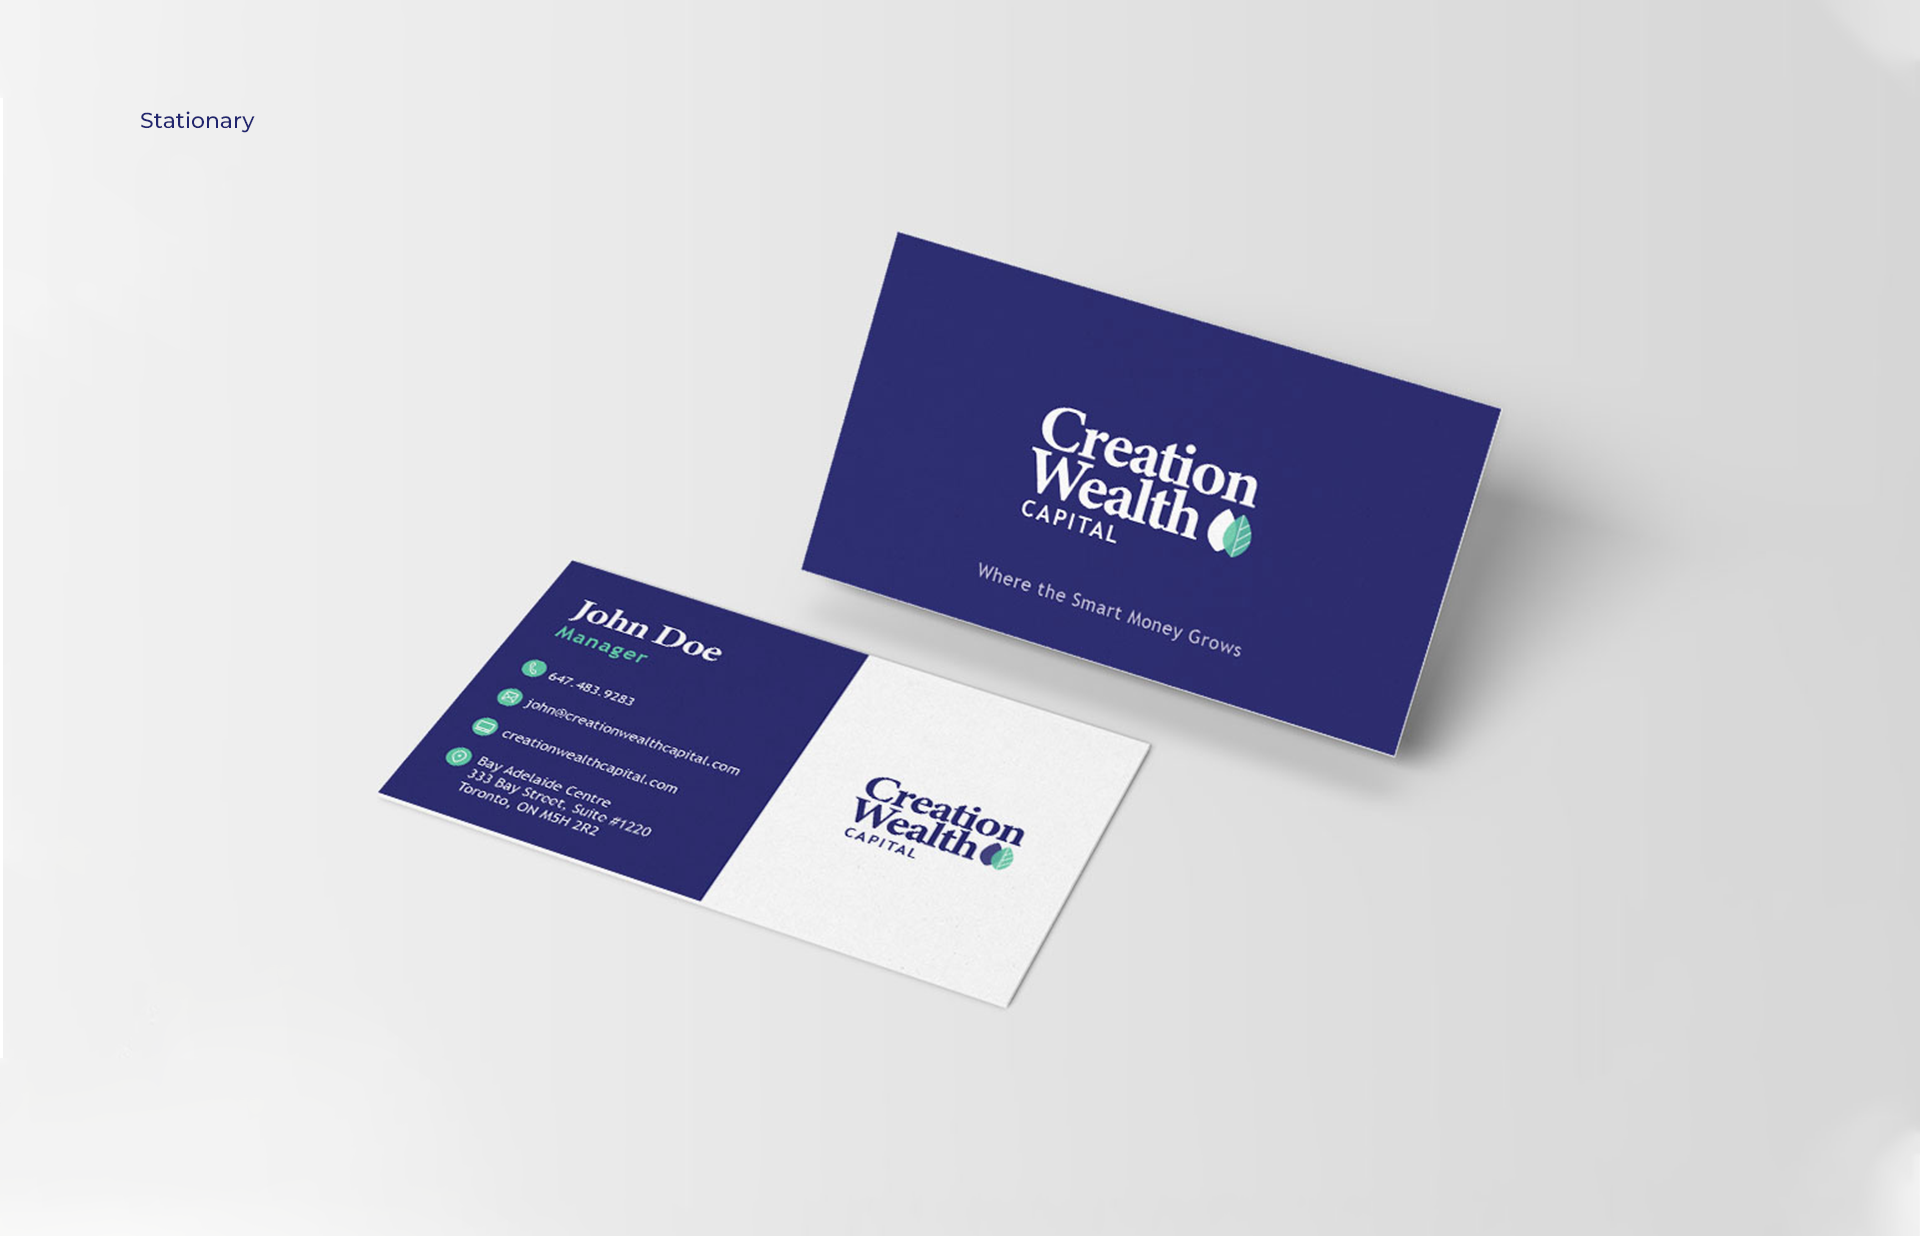 Stationary
Creation
Wealth
CAPITAL
Where the Smart Money Grows
John Doe
Manager
647.483.9283
john@creationwealthcapital.com
creationwealthcapital.com
Bay Adelaide Centre
333 Bay Street, Suite #1220
Toronto, ON M5H 2R2
Creation
Wealth
CAPITAL